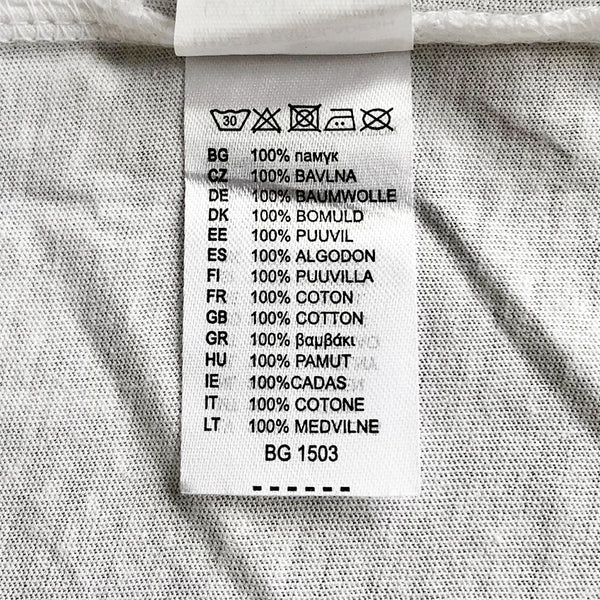 30
BG 100% памук
CZ 100% BAVLNA
DE 100% BAUMWOLLE
DK 100% BOMULD
EE 100% PUUVIL
ES 100% ALGODON
FI 100% PUUVILLA
FR 100% COTON
GB 100% COTTON
GR 100% βαμβάκι
HU 100% PAMUT
IE 100%CADAS
IT 100% COTONE
LT 100% MEDVILNE
BG 1503